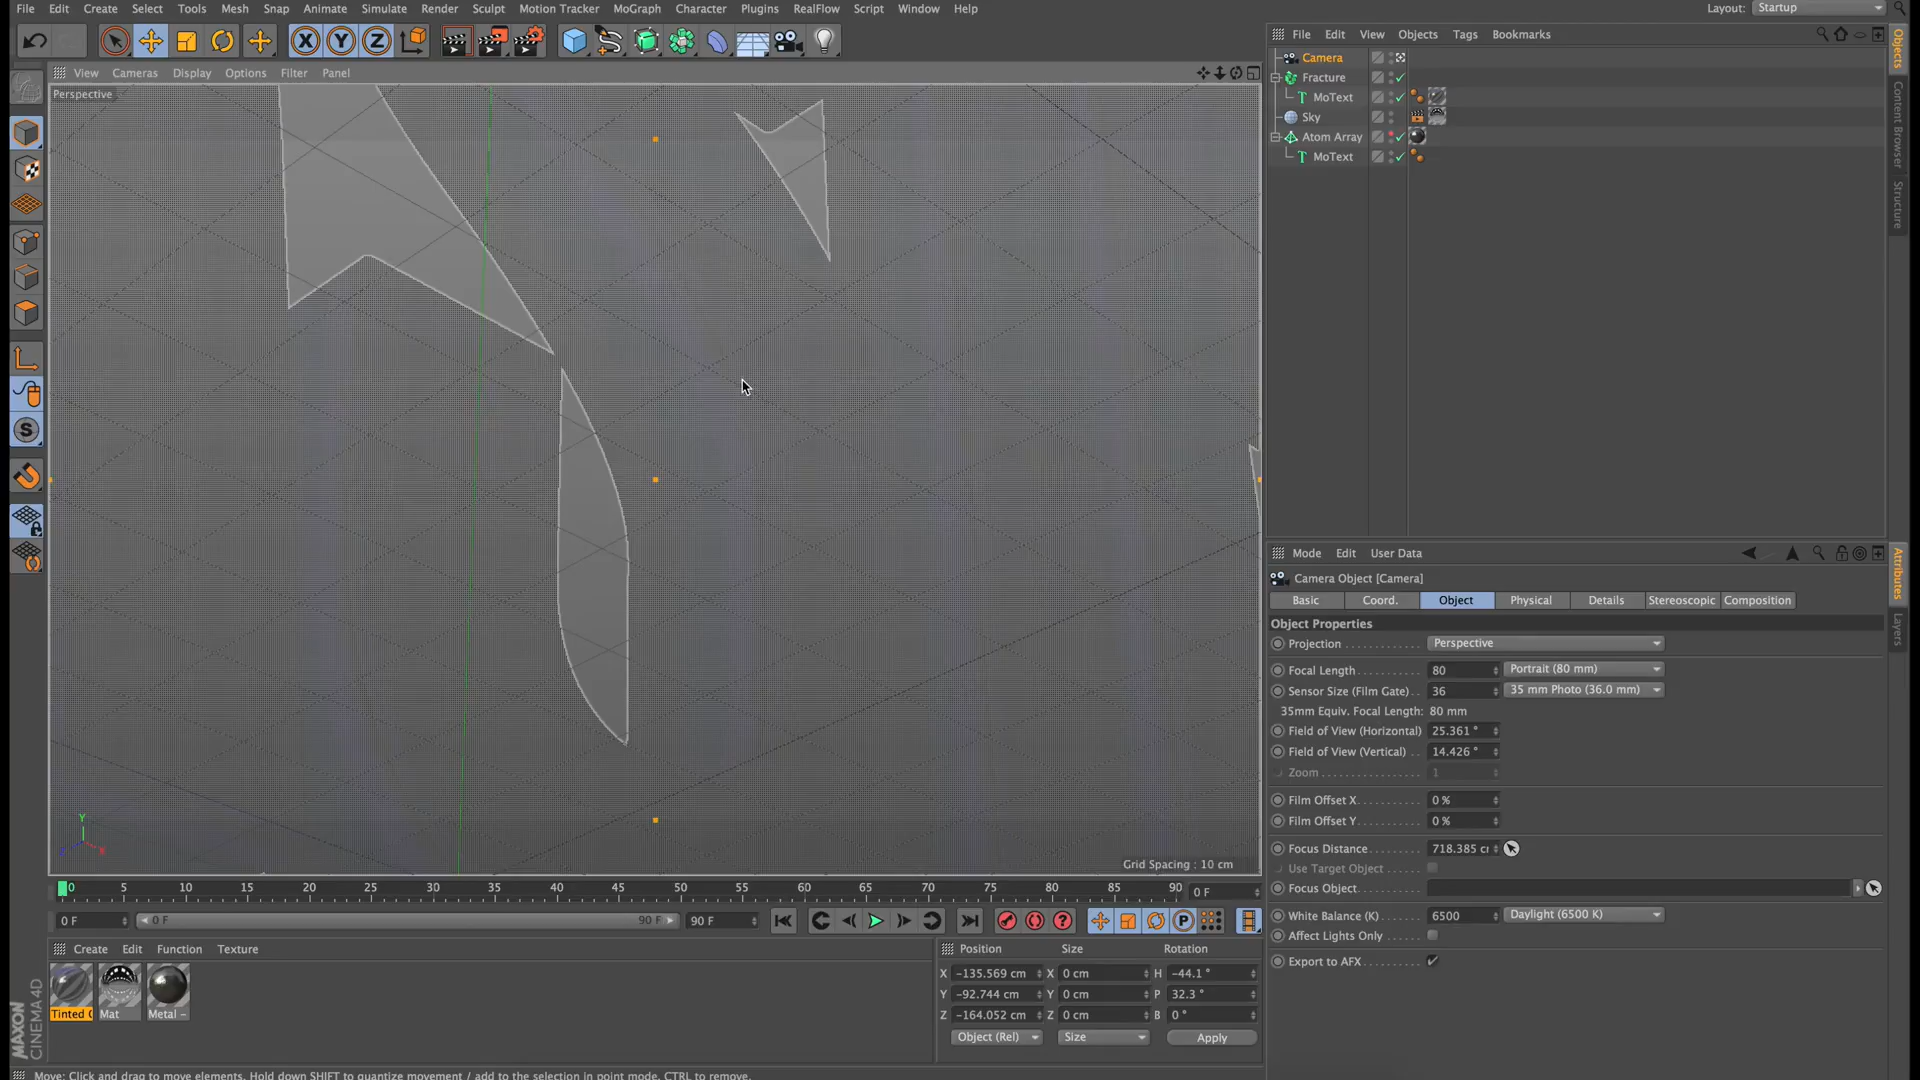 File Edit Create Select Tools Mesh Snap Animate Simulate Render Sculpt Motion Tracker MoGraph Character Plugins RealFlow Script Window Help Layout: Startup
X Y Z
File Edit View Objects Tags Bookmarks
View Cameras Display Options Filter Panel
Perspective
Camera
Fracture
MoText
Sky
Atom Array
MoText
Objects
Content Browser
Structure
Mode Edit User Data
Camera Object [Camera]
Basic Coord. Object Physical Details Stereoscopic Composition
Object Properties
Projection Perspective
Focal Length 80 Portrait (80 mm)
Sensor Size (Film Gate) 36 35 mm Photo (36.0 mm)
35mm Equiv. Focal Length: 80 mm
Field of View (Horizontal) 25.361 °
Field of View (Vertical) 14.426 °
Zoom 1
Film Offset X 0 %
Film Offset Y 0 %
Focus Distance 718.385 cı
Use Target Object
Focus Object
White Balance (K) 6500 Daylight (6500 K)
Affect Lights Only
Export to AFX
Attributes
Layers
Y
Grid Spacing : 10 cm
0 5 10 15 20 25 30 35 40 45 50 55 60 65 70 75 80 85 90 0 F
0 F 0 F 90 F 90 F
Create Edit Function Texture
Position Size Rotation
X -135.569 cm X 0 cm H -44.1 °
Y -92.744 cm Y 0 cm P 32.3 °
Z -164.052 cm Z 0 cm B 0 °
Object (Rel) Size Apply
Tinted Mat Metal -
MAXON
CINEMA 4D
Move: Click and drag to move elements. Hold down SHIFT to quantize movement / add to the selection in point mode, CTRL to remove.